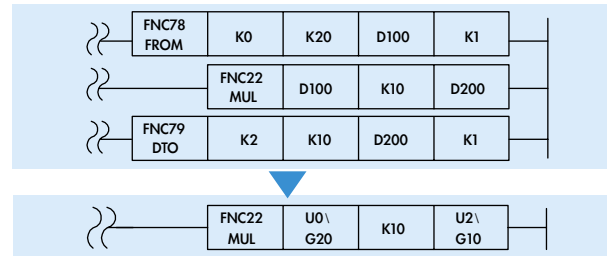 FNC78 FROM K0 K20 D100 K1
FNC22 MUL D100 K10 D200
FNC79 DTO K2 K10 D200 K1
FNC22 MUL U0\ G20 K10 U2\ G10